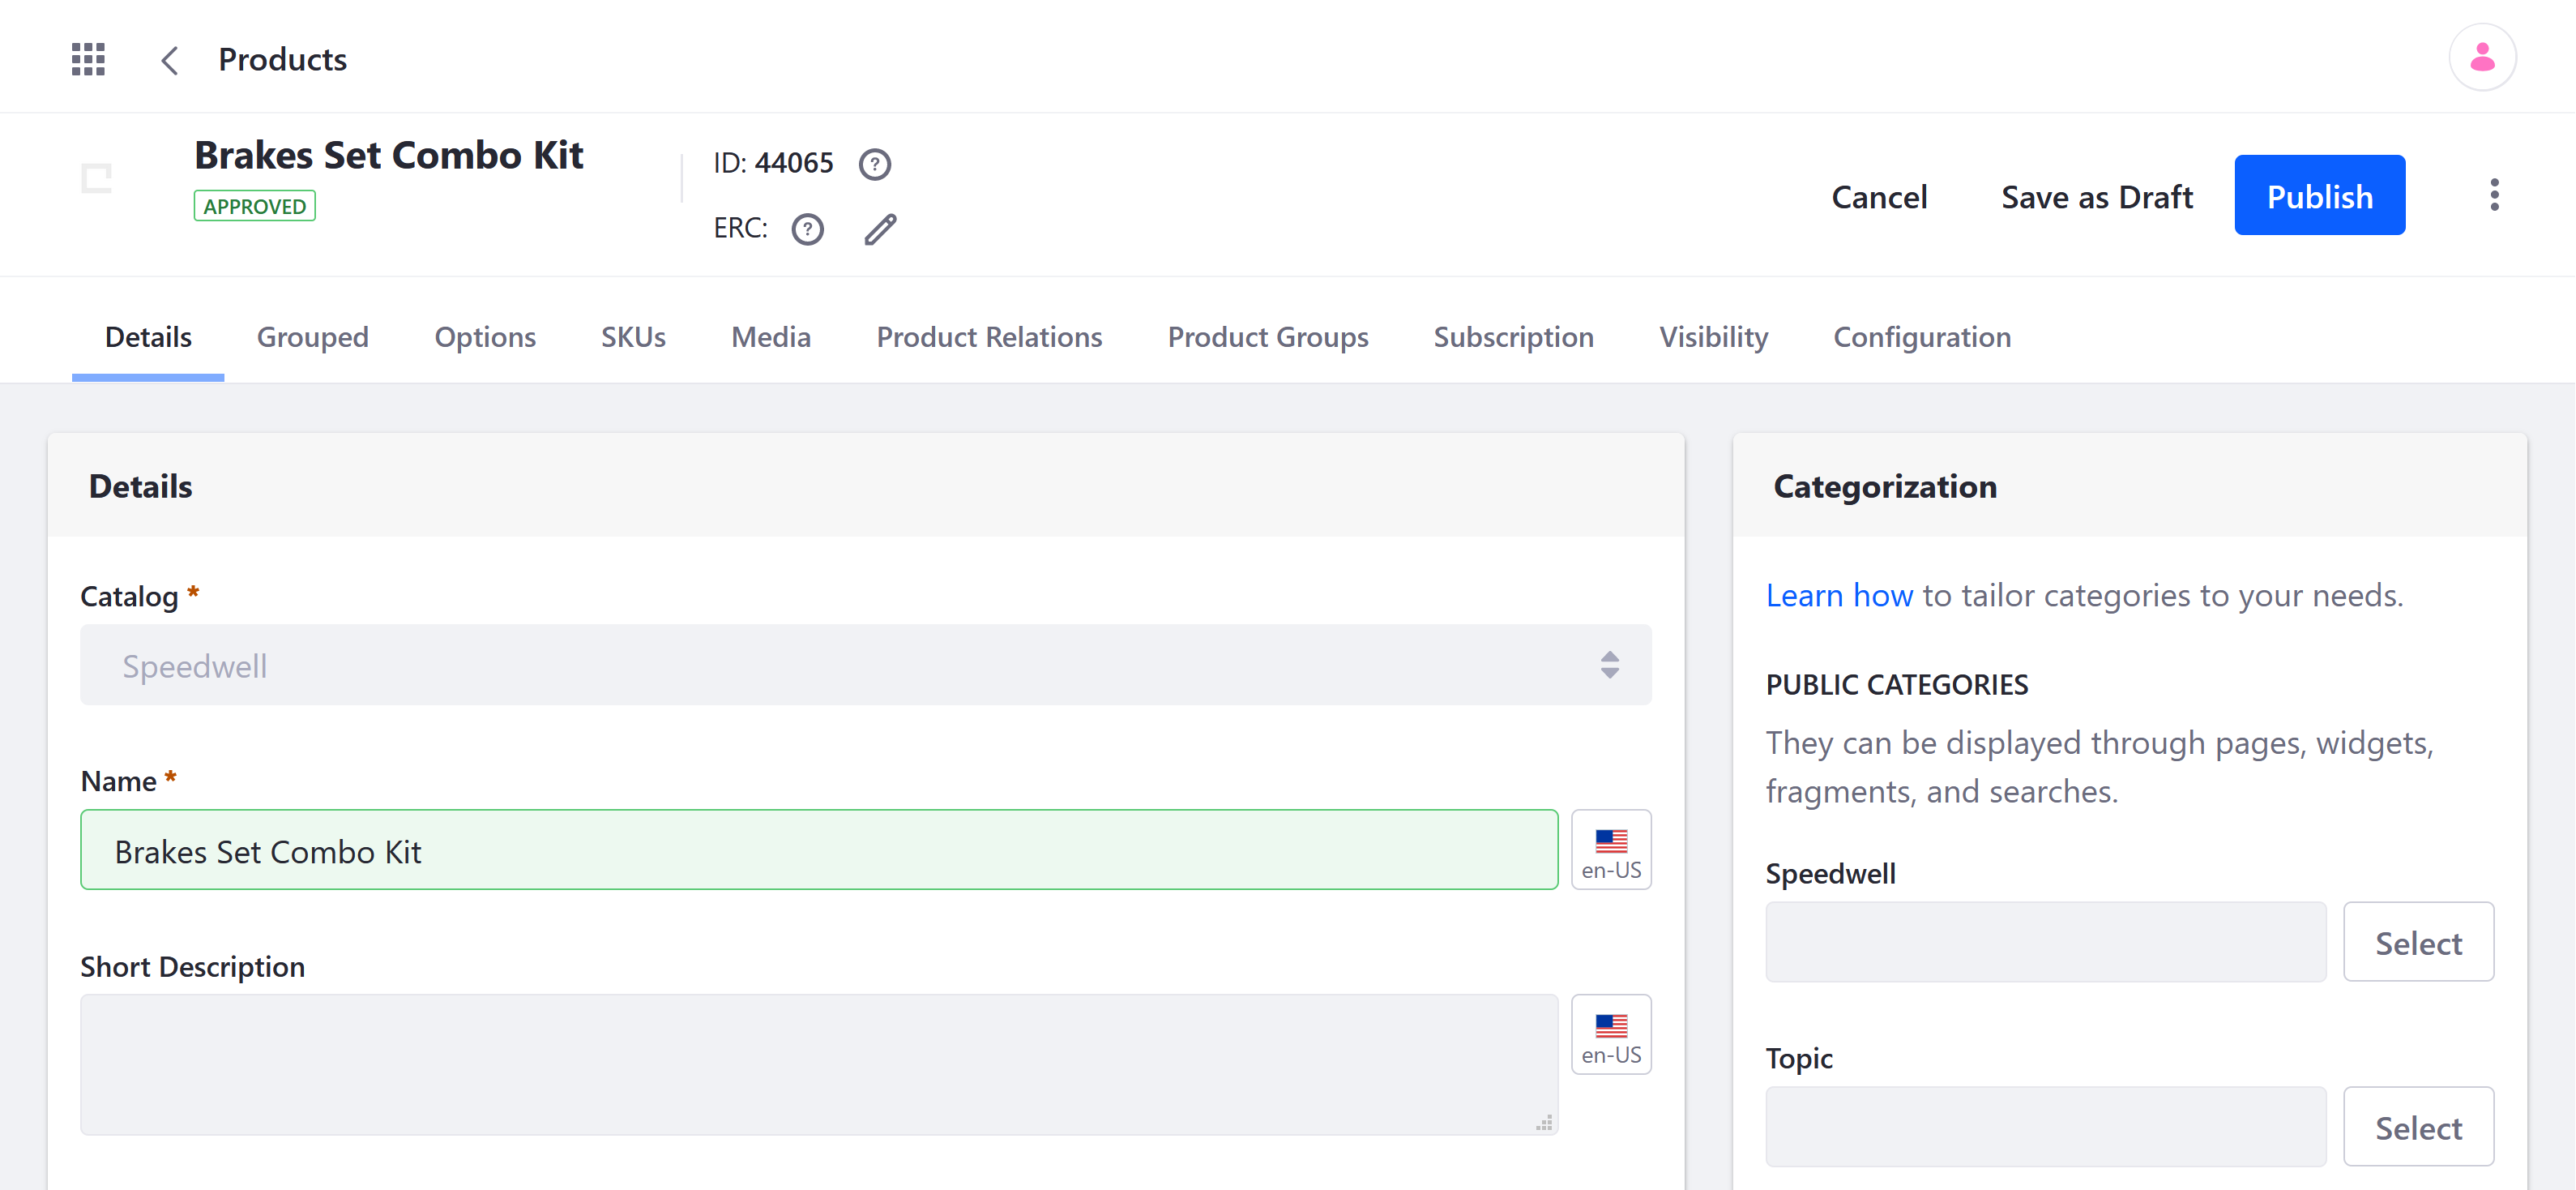 Products
Brakes Set Combo Kit
APPROVED
ID: 44065
ERC:
Cancel
Save as Draft
Publish
Details
Grouped
Options
SKUs
Media
Product Relations
Product Groups
Subscription
Visibility
Configuration
Details
Catalog *
Speedwell
Name *
Brakes Set Combo Kit
en-US
Short Description
en-US
Categorization
Learn how to tailor categories to your needs.
PUBLIC CATEGORIES
They can be displayed through pages, widgets,
fragments, and searches.
Speedwell
Select
Topic
Select